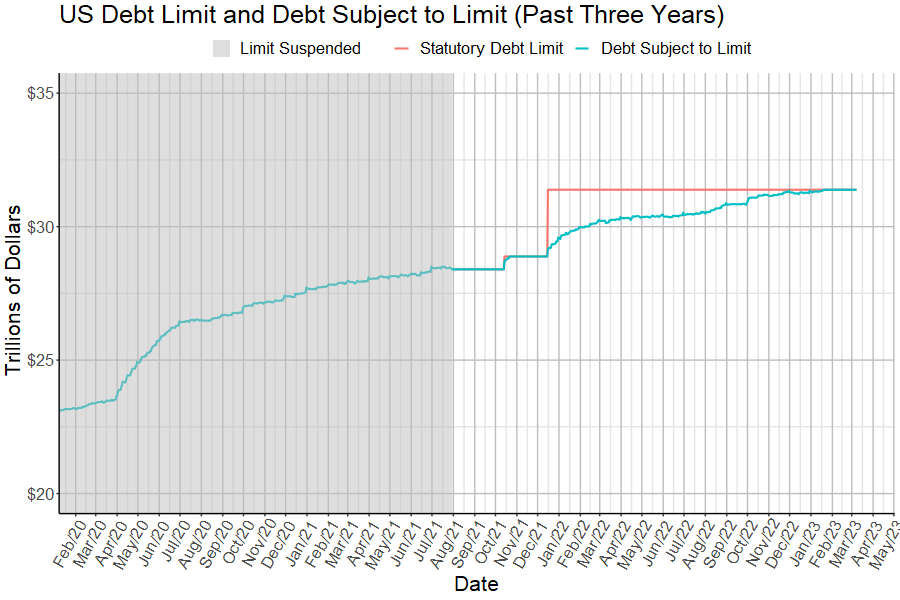 US Debt Limit and Debt Subject to Limit (Past Three Years)
Limit Suspended Statutory Debt Limit Debt Subject to Limit
Trillions of Dollars
$35
$30
$25
$20
Feb/20 Mar/20 Apr/20 May/20 Jun/20 Jul/20 Aug/20 Sep/20 Oct/20 Nov/20 Dec/20 Jan/21 Feb/21 Mar/21 Apr/21 May/21 Jun/21 Jul/21 Aug/21 Sep/21 Oct/21 Nov/21 Dec/21 Jan/22 Feb/22 Mar/22 Apr/22 May/22 Jun/22 Jul/22 Aug/22 Sep/22 Oct/22 Nov/22 Dec/22 Jan/23 Feb/23 Mar/23 Apr/23 May/23
Date